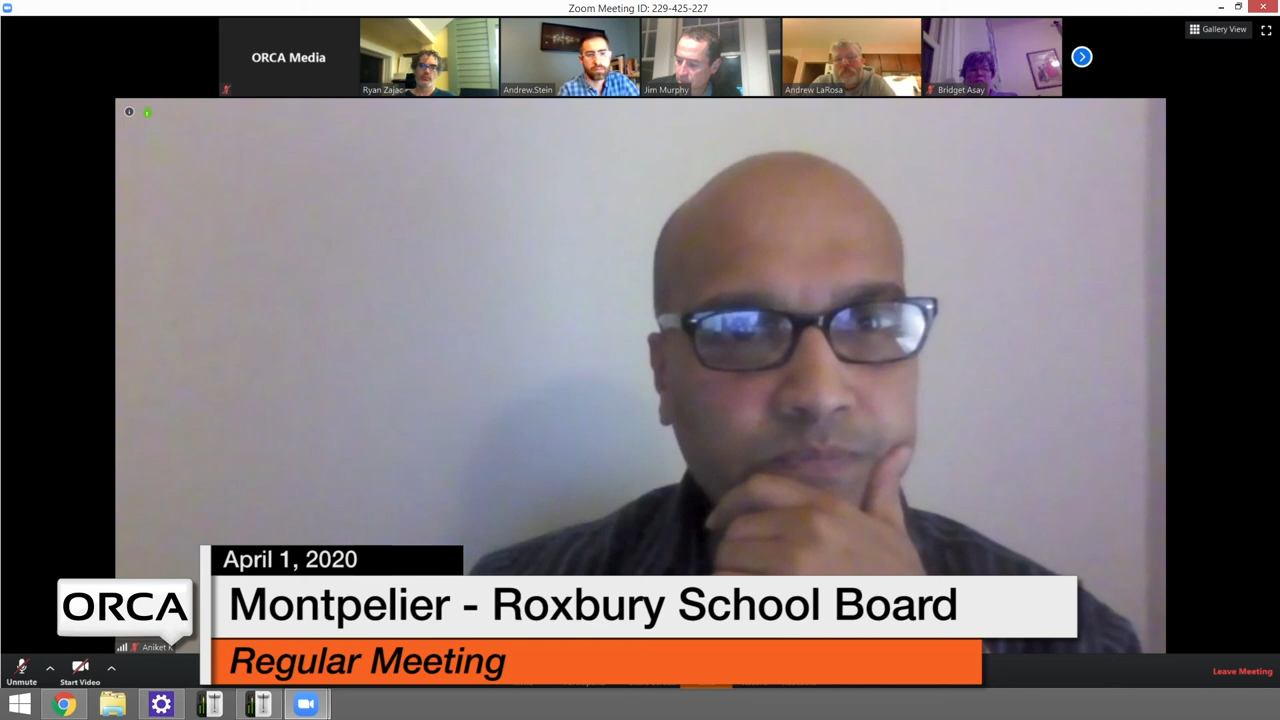 Zoom Meeting ID: 229-425-227
Gallery View
ORCA Media
Ryan Zajac
Andrew.Stein
Jim Murphy
Andrew LaRosa
Bridget Asay
April 1, 2020
ORCA
Montpelier - Roxbury School Board
Aniket K
Regular Meeting
Unmute
Start Video
Leave Meeting